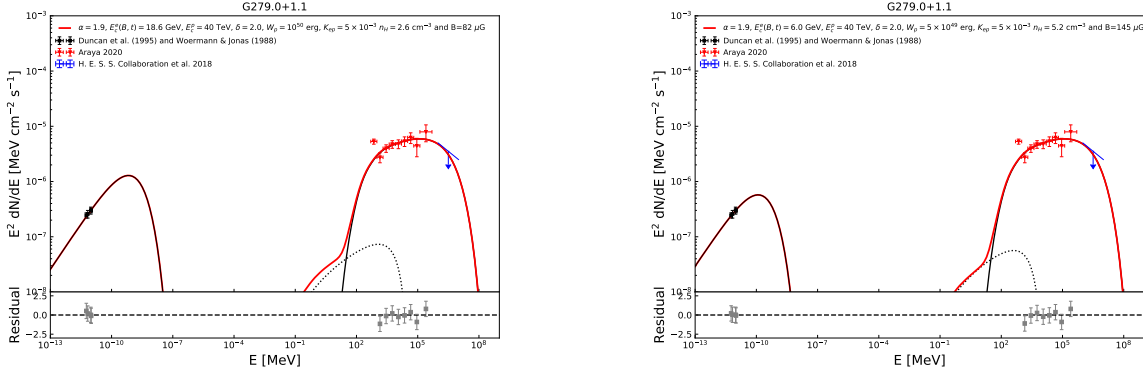 G279.0+1.1
α = 1.9, E_c^e(B, t) = 18.6 GeV, E_c^p = 40 TeV, δ = 2.0, W_p = 10^50 erg, K_ep = 5 × 10^−3 n_H = 2.6 cm^−3 and B=82 μG
Duncan et al. (1995) and Woermann & Jonas (1988)
Araya 2020
H. E. S. S. Collaboration et al. 2018
E^2 dN/dE [MeV cm^−2 s^−1]
10^−3
10^−4
10^−5
10^−6
10^−7
10^−8
Residual
2.5
0.0
−2.5
10^−13 10^−10 10^−7 10^−4 10^−1 10^2 10^5 10^8
E [MeV]
G279.0+1.1
α = 1.9, E_c^e(B, t) = 6.0 GeV, E_c^p = 40 TeV, δ = 2.0, W_p = 5 × 10^49 erg, K_ep = 5 × 10^−3 n_H = 5.2 cm^−3 and B=145 μG
Duncan et al. (1995) and Woermann & Jonas (1988)
Araya 2020
H. E. S. S. Collaboration et al. 2018
E^2 dN/dE [MeV cm^−2 s^−1]
10^−3
10^−4
10^−5
10^−6
10^−7
10^−8
Residual
2.5
0.0
−2.5
10^−13 10^−10 10^−7 10^−4 10^−1 10^2 10^5 10^8
E [MeV]